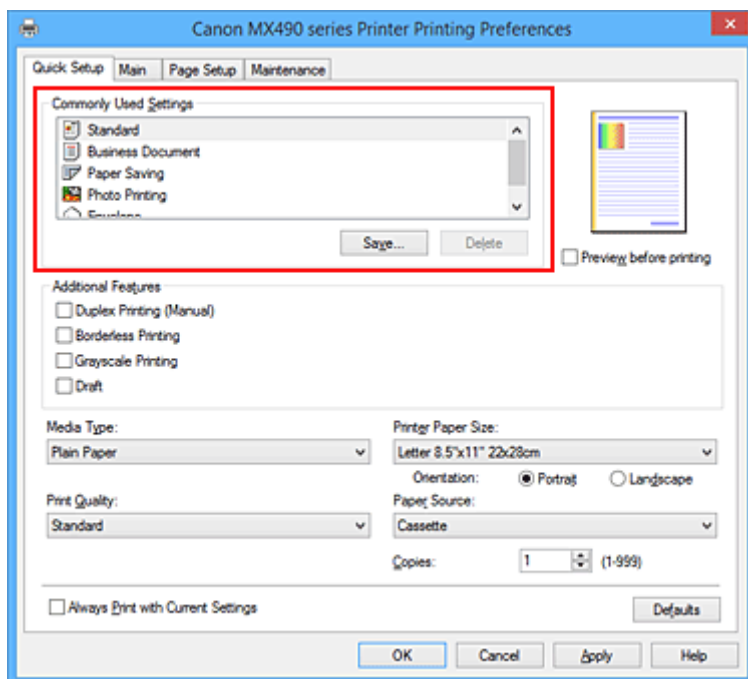 Canon MX490 series Printer Printing Preferences
Quick Setup Main Page Setup Maintenance
Commonly Used Settings
Standard
Business Document
Paper Saving
Photo Printing
Envelope
Save... Delete
Preview before printing
Additional Features
Duplex Printing (Manual)
Borderless Printing
Grayscale Printing
Draft
Media Type:
Plain Paper
Printer Paper Size:
Letter 8.5"x11" 22x28cm
Orientation: Portrait Landscape
Print Quality:
Standard
Paper Source:
Cassette
Copies: 1 (1-999)
Always Print with Current Settings
Defaults
OK Cancel Apply Help